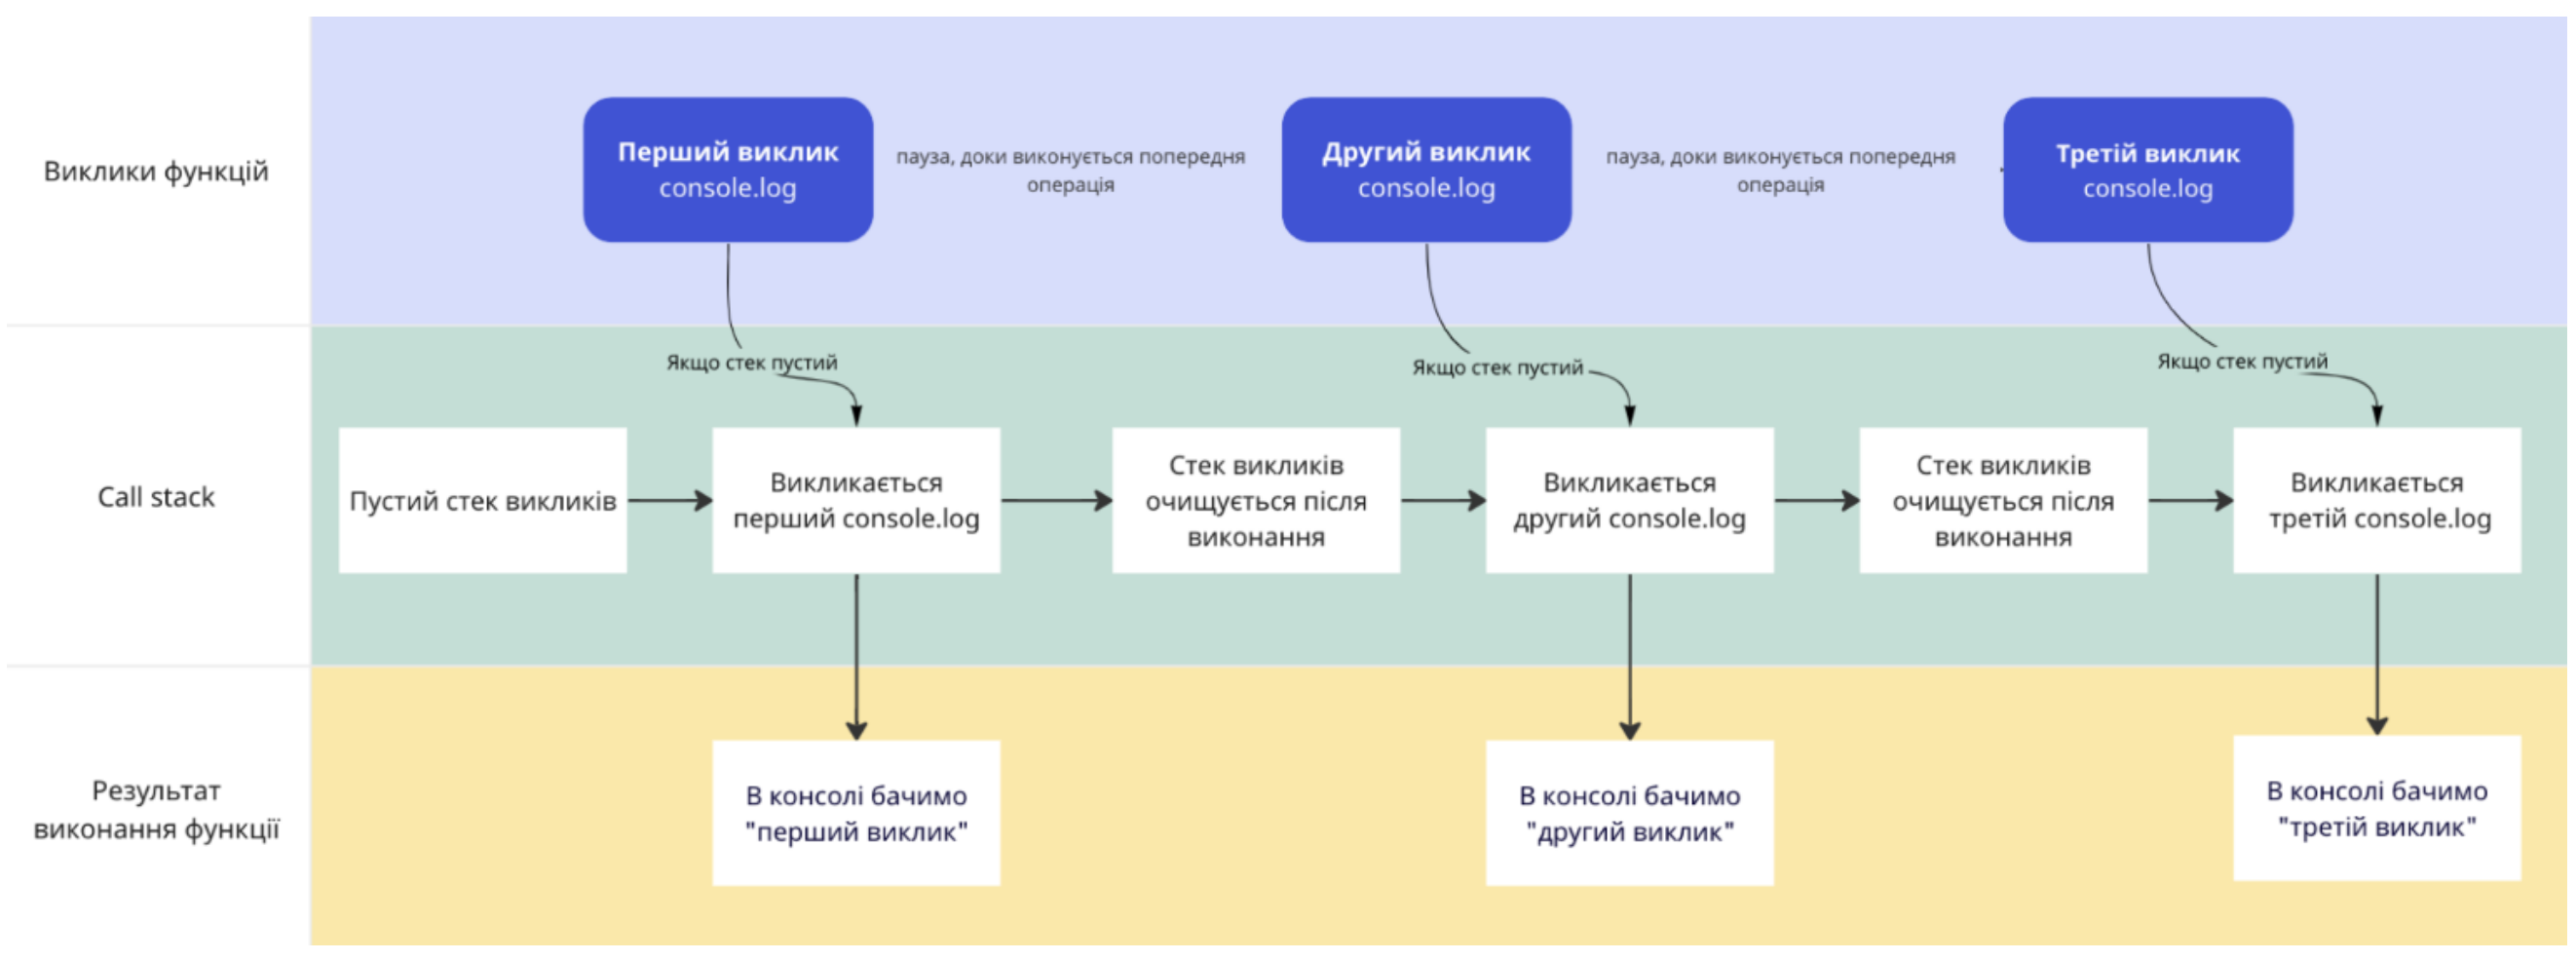 Виклики функцій
Перший виклик
console.log
пауза, доки виконується попередня
операція
Другий виклик
console.log
пауза, доки виконується попередня
операція
Третій виклик
console.log
Call stack
Якщо стек пустий
Якщо стек пустий
Якщо стек пустий
Пустий стек викликів
Викликається
перший console.log
Стек викликів
очищується після
виконання
Викликається
другий console.log
Стек викликів
очищується після
виконання
Викликається
третій console.log
Результат
виконання функції
В консолі бачимо
"перший виклик"
В консолі бачимо
"другий виклик"
В консолі бачимо
"третій виклик"